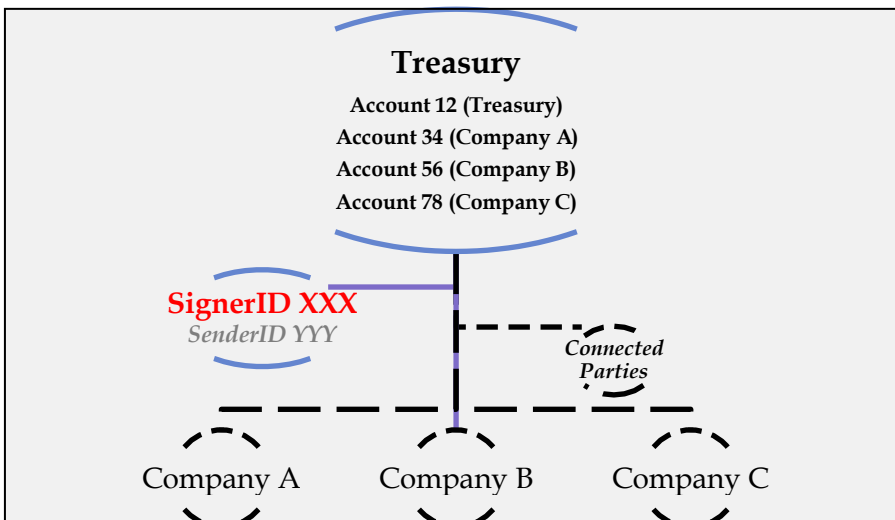 Treasury
Account 12 (Treasury)
Account 34 (Company A)
Account 56 (Company B)
Account 78 (Company C)
SignerID XXX
SenderID YYY
Connected
Parties
Company A
Company B
Company C